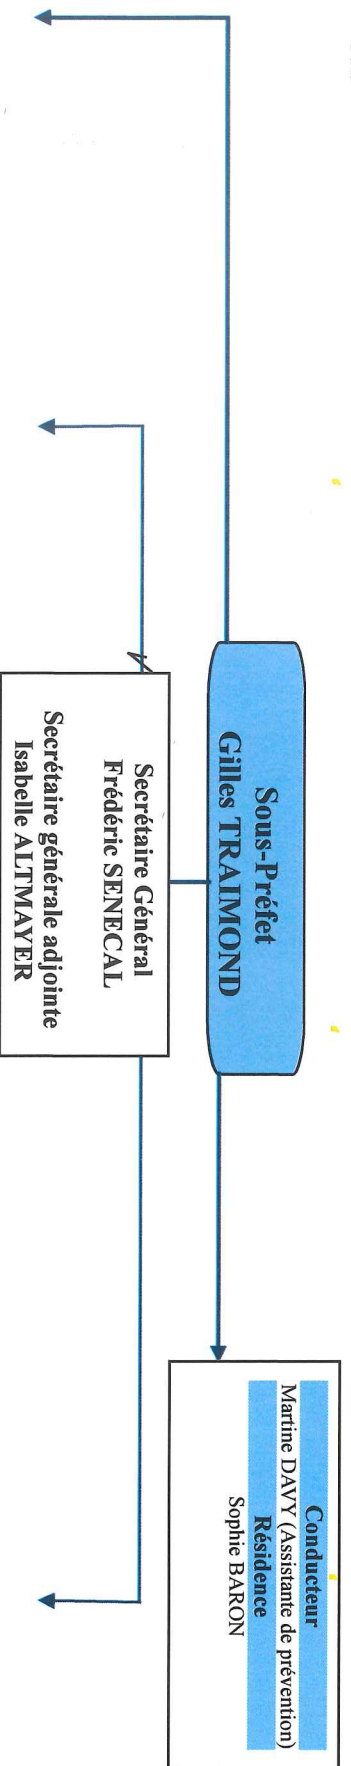 Sous-Préfet
Gilles TRAIMOND
Secrétaire Général
Frédéric SENECAL
Secrétaire générale adjointe
Isabelle ALTMAYER
Conducteur
Martine DAVY (Assistante de prévention)
Résidence
Sophie BARON